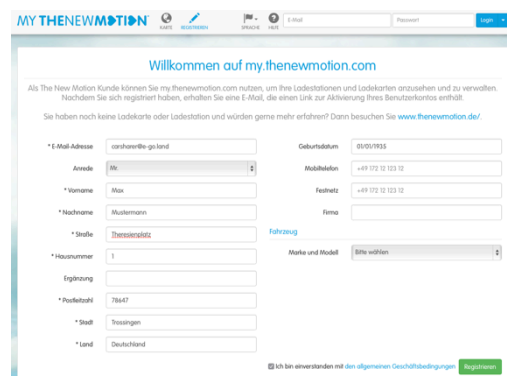 MY THENEWMOTION
KARTE
REGISTRIEREN
SPRACHE
HILFE
E-Mail
Passwort
Login
Willkommen auf my.thenewmotion.com
Als The New Motion Kunde können Sie my.thenewmotion.com nutzen, um Ihre Ladestationen und Ladekarten anzusehen und zu verwalten.
Nachdem Sie sich registriert haben, erhalten Sie eine E-Mail, die einen Link zur Aktivierung Ihres Benutzerkontos enthält.
Sie haben noch keine Ladekarte oder Ladestation und würden gerne mehr erfahren? Dann besuchen Sie www.thenewmotion.de/.
* E-Mail-Adresse carsharer@e-go.land
Anrede Mr.
* Vorname Max
* Nachname Mustermann
* Straße Theresienplatz
* Hausnummer 1
Ergänzung
* Postleitzahl 78647
* Stadt Trossingen
* Land Deutschland
Geburtsdatum 01/01/1935
Mobiltelefon +49 172 12 123 12
Festnetz +49 172 12 123 12
Firma
Fahrzeug
Marke und Modell Bitte wählen
Ich bin einverstanden mit den allgemeinen Geschäftsbedingungen Registrieren